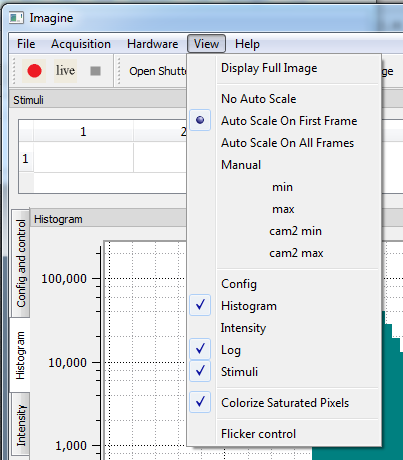 Imagine
File Acquisition Hardware View Help
live Open Shutt ge
Stimuli
1 2
1
Display Full Image
No Auto Scale
Auto Scale On First Frame
Auto Scale On All Frames
Manual
min
max
cam2 min
cam2 max
Config
Histogram
Intensity
Log
Stimuli
Colorize Saturated Pixels
Flicker control
Config and control
Histogram
Intensity
Histogram
100,000
10,000
1,000